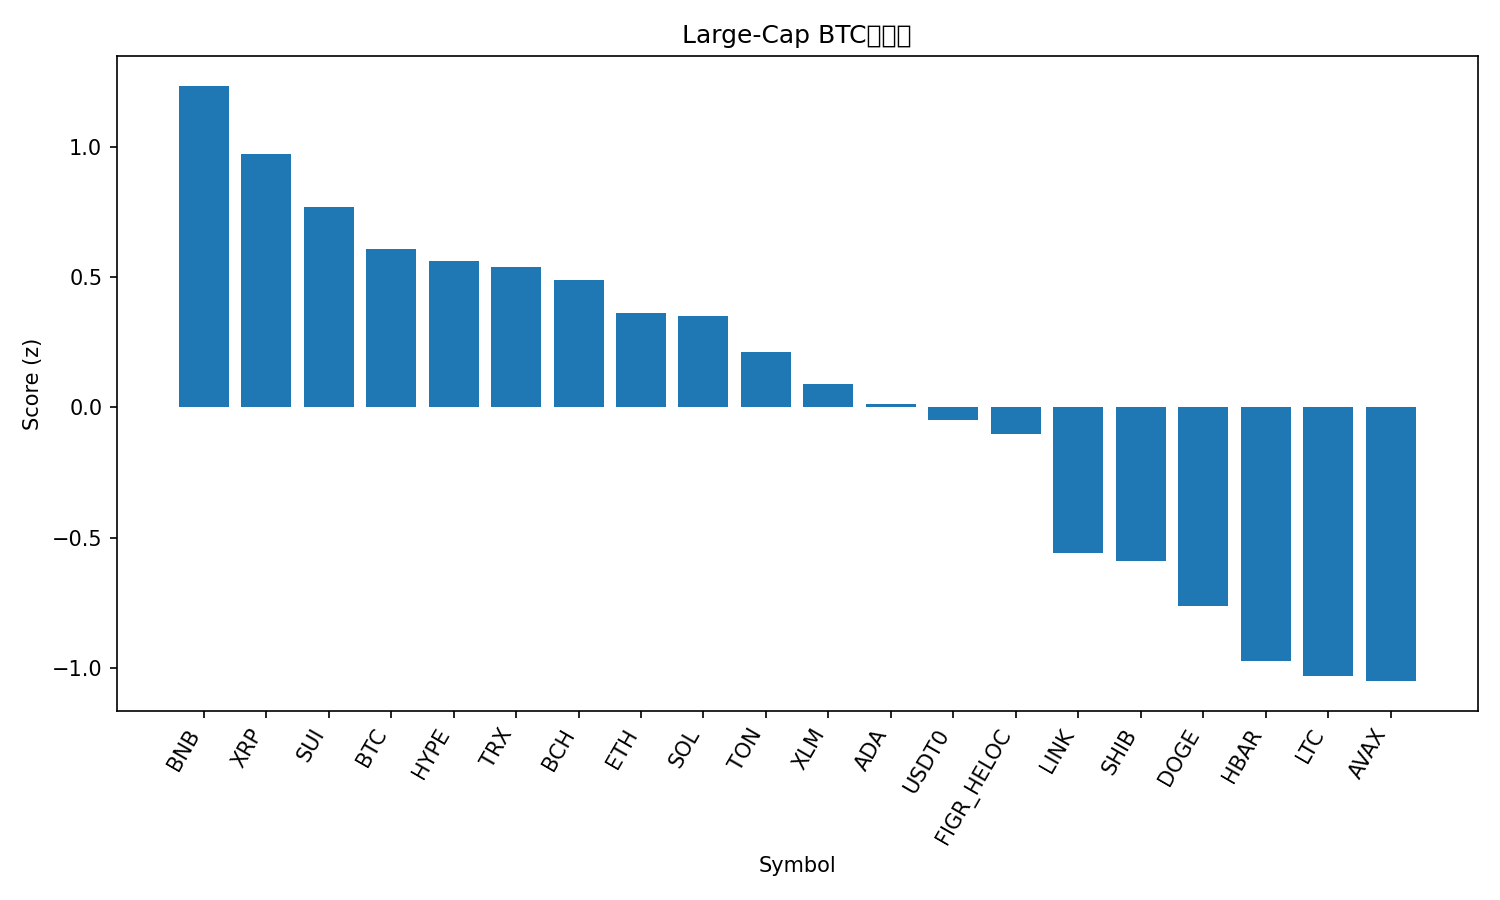 Large-Cap BTC
1.0
0.5
0.0
−0.5
−1.0
Score (z)
BNB
XRP
SUI
BTC
HYPE
TRX
BCH
ETH
SOL
TON
XLM
ADA
USDT0
FIGR_HELOC
LINK
SHIB
DOGE
HBAR
LTC
AVAX
Symbol